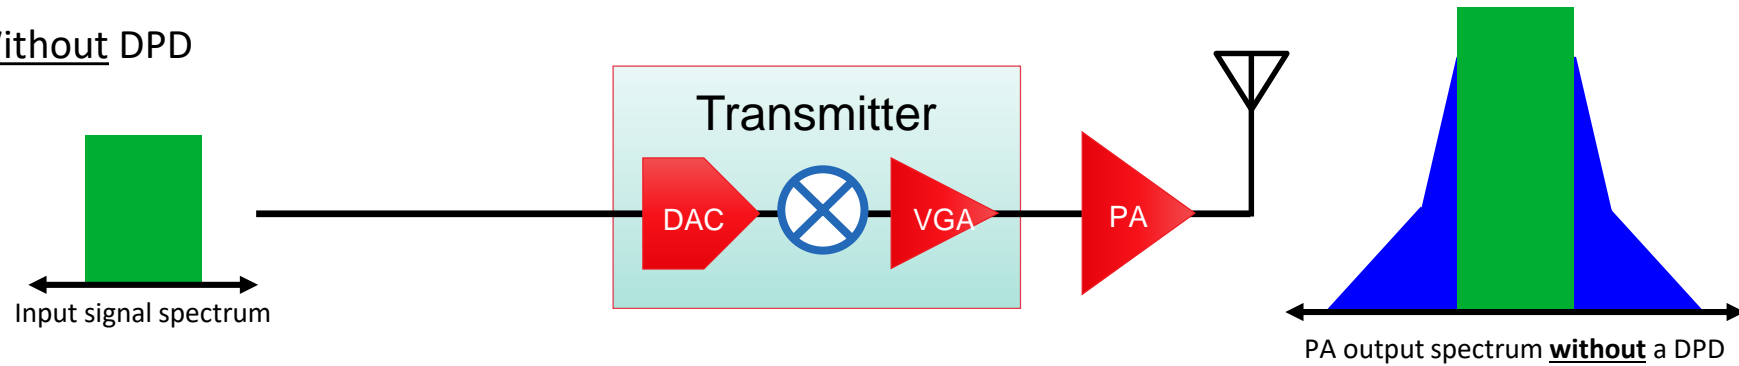 ithout DPD
Transmitter
DAC
VGA
PA
Input signal spectrum
PA output spectrum without a DPD